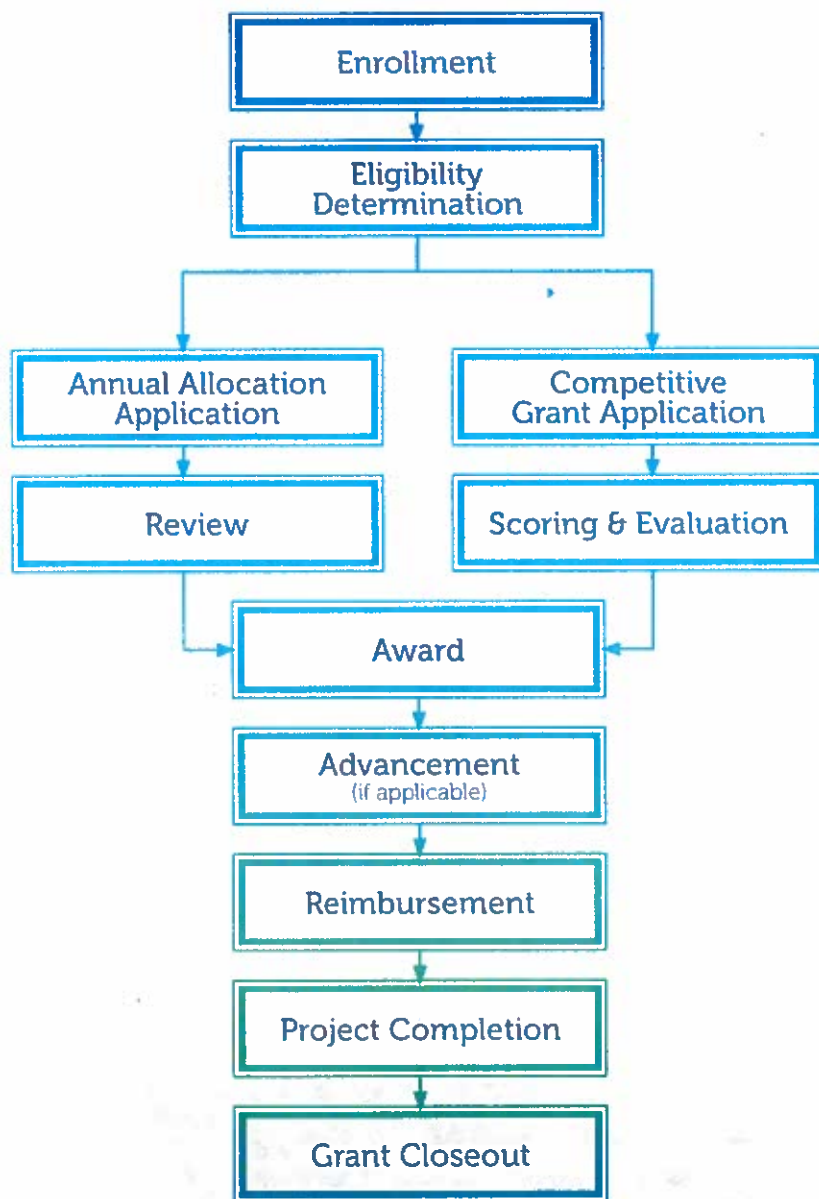 Enrollment
Eligibility
Determination
Annual Allocation
Application
Competitive
Grant Application
Review
Scoring & Evaluation
Award
Advancement
(if applicable)
Reimbursement
Project Completion
Grant Closeout